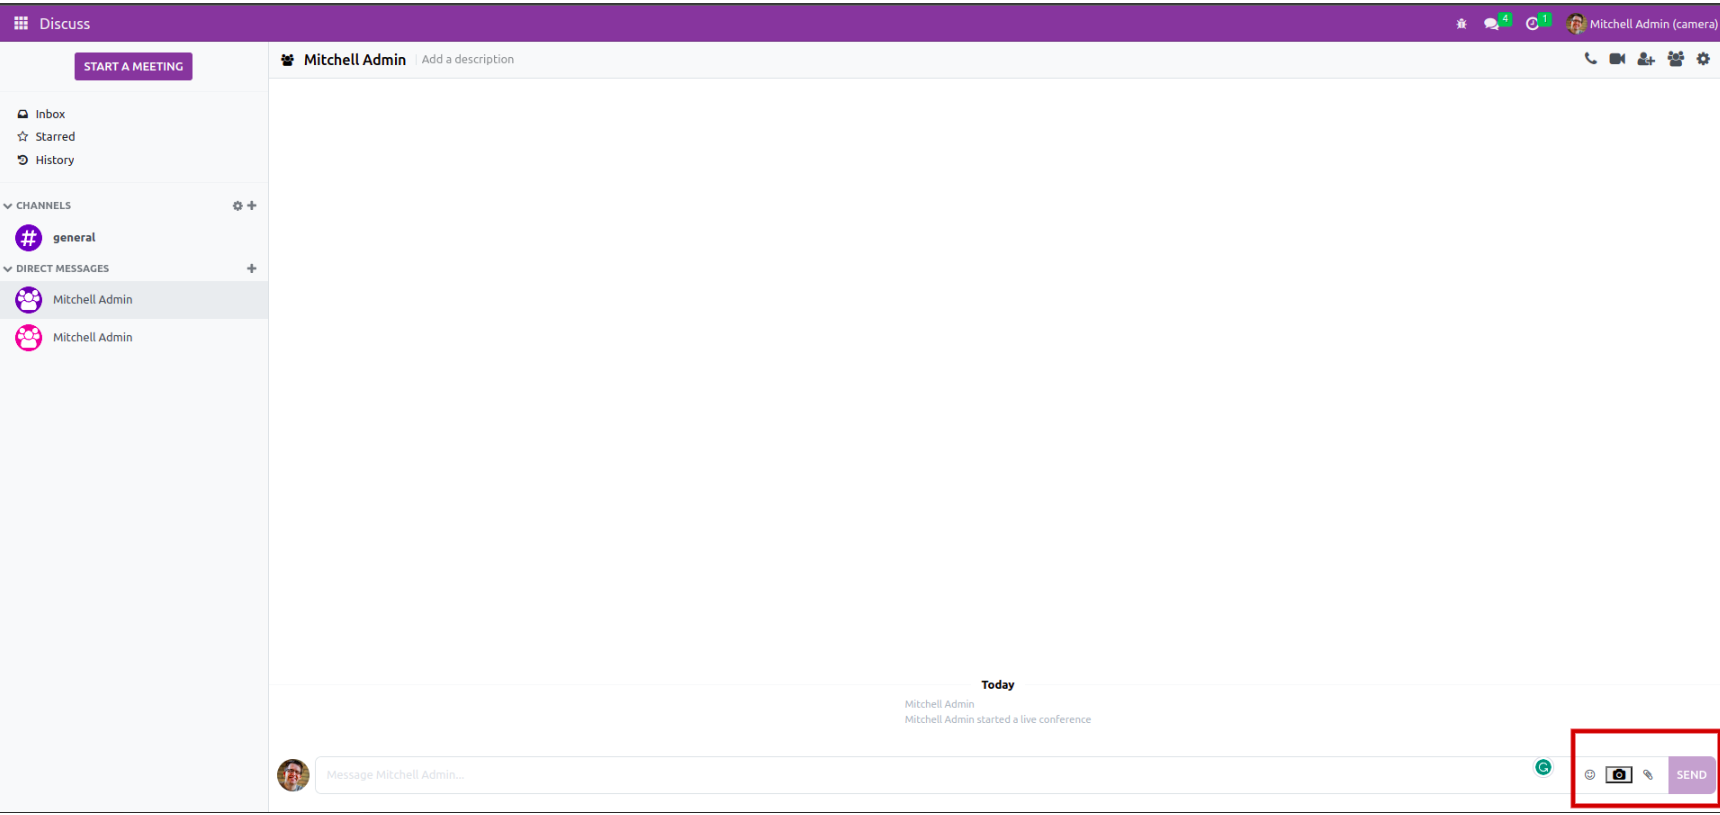 Discuss
4
1
Mitchell Admin (camera)
START A MEETING
Mitchell Admin
Add a description
Inbox
Starred
History
CHANNELS
general
DIRECT MESSAGES
Mitchell Admin
Mitchell Admin
Today
Mitchell Admin
Mitchell Admin started a live conference
Message Mitchell Admin...
SEND